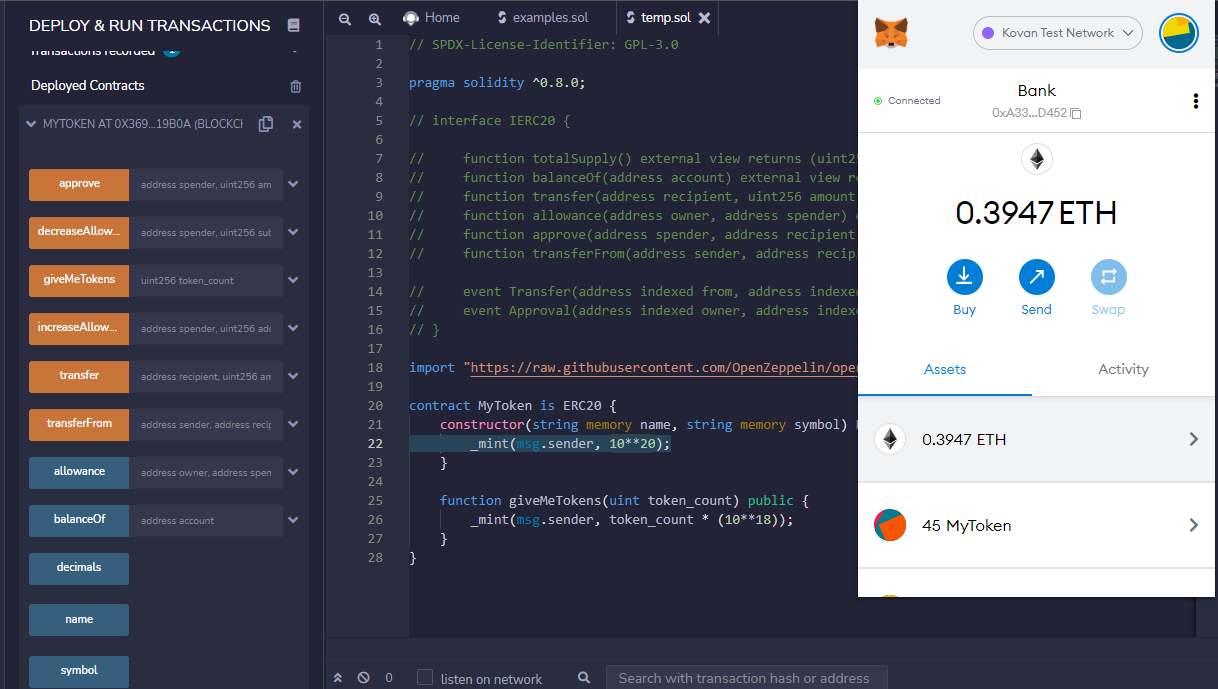 DEPLOY & RUN TRANSACTIONS
Transactions recorded
Deployed Contracts
MYTOKEN AT 0X369...19B0A (BLOCKCH
approve
address spender, uint256 am
decreaseAllow...
address spender, uint256 sub
giveMeTokens
uint256 token_count
increaseAllow...
address spender, uint256 add
transfer
address recipient, uint256 am
transferFrom
address sender, address recip
allowance
address owner, address spen
balanceOf
address account
decimals
name
symbol
Home
examples.sol
temp.sol
1 // SPDX-License-Identifier: GPL-3.0
2
3 pragma solidity ^0.8.0;
4
5 // interface IERC20 {
6
7 //     function totalSupply() external view returns (uint25
8 //     function balanceOf(address account) external view re
9 //     function transfer(address recipient, uint256 amount
10 //     function allowance(address owner, address spender) e
11 //     function approve(address spender, address recipient
12 //     function transferFrom(address sender, address recipi
13
14 //     event Transfer(address indexed from, address indexed
15 //     event Approval(address indexed owner, address indexe
16 // }
17
18 import "https://raw.githubusercontent.com/OpenZeppelin/open
19
20 contract MyToken is ERC20 {
21     constructor(string memory name, string memory symbol)
22         _mint(msg.sender, 10**20);
23     }
24
25     function giveMeTokens(uint token_count) public {
26         _mint(msg.sender, token_count * (10**18));
27     }
28 }
0
listen on network
Search with transaction hash or address
Kovan Test Network
Connected
Bank
0xA33...D452
0.3947 ETH
Buy
Send
Swap
Assets
Activity
0.3947 ETH
45 MyToken